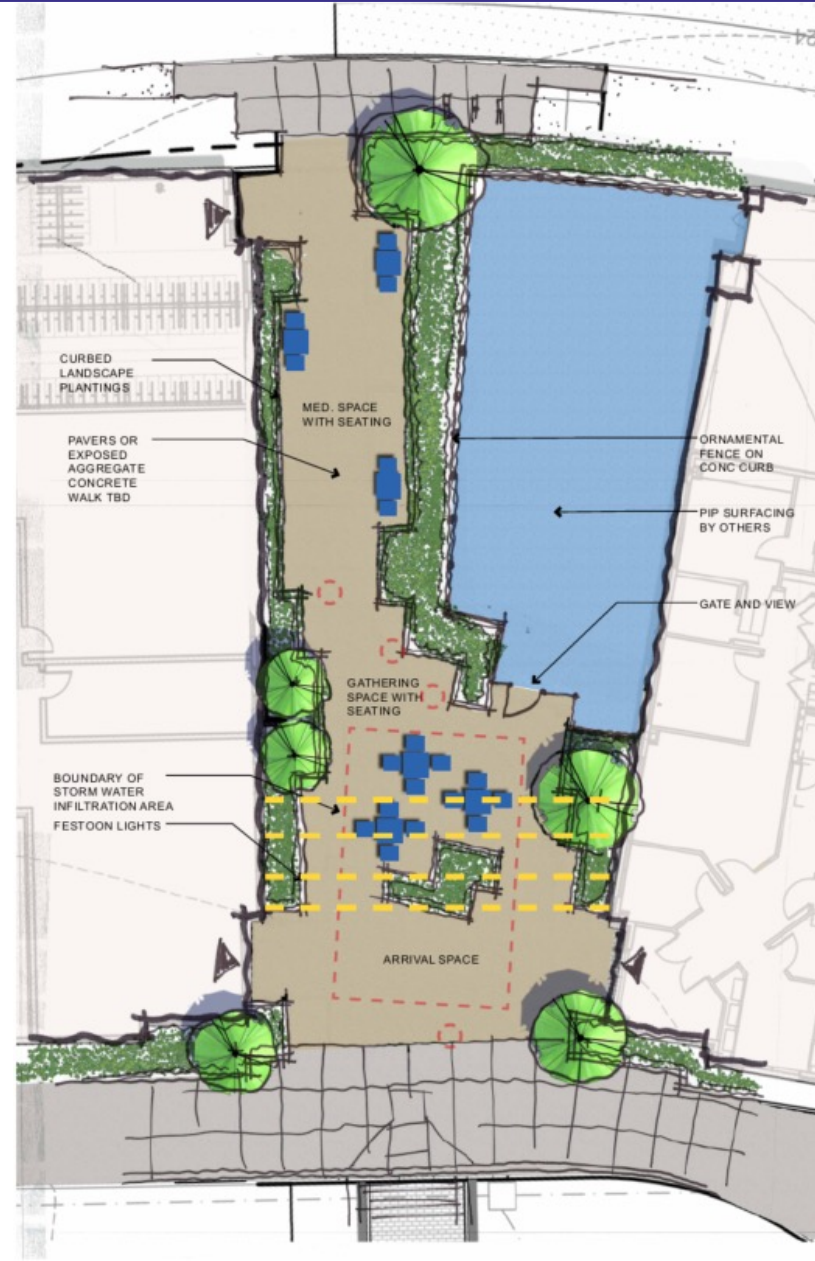 CURBED
LANDSCAPE
PLANTINGS
MED. SPACE
WITH SEATING
PAVERS OR
EXPOSED
AGGREGATE
CONCRETE
WALK TBD
ORNAMENTAL
FENCE ON
CONC CURB
PIP SURFACING
BY OTHERS
GATE AND VIEW
GATHERING
SPACE WITH
SEATING
BOUNDARY OF
STORM WATER
INFILTRATION AREA
FESTOON LIGHTS
ARRIVAL SPACE